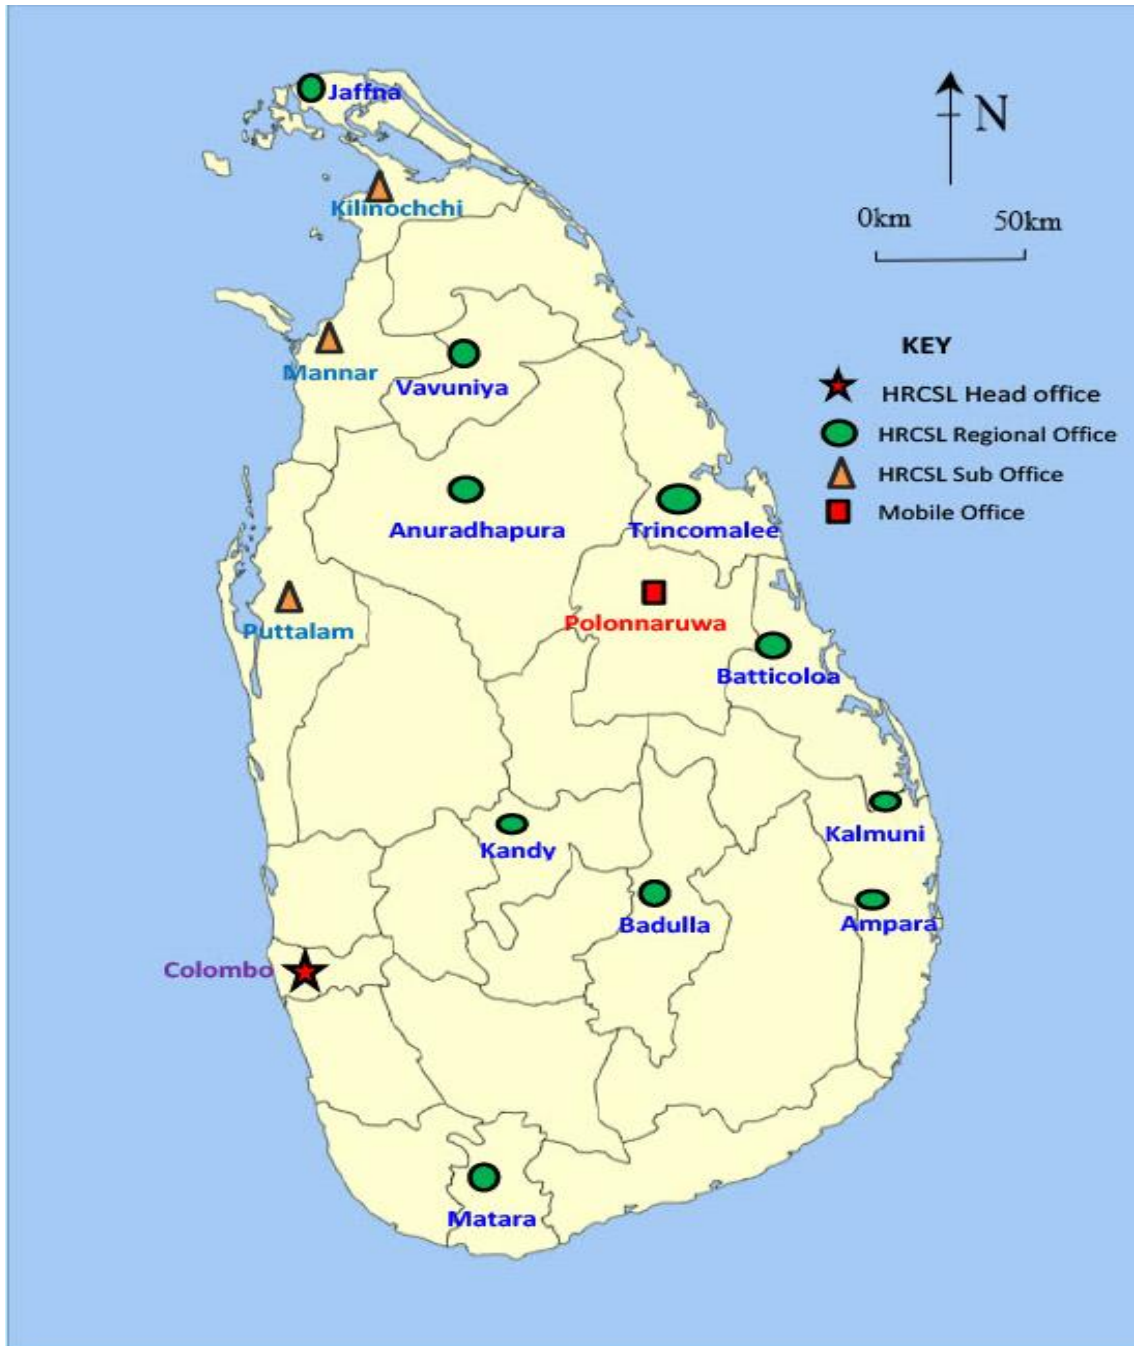 Jaffna
N
Kilinochchi
0km 50km
KEY
Mannar
Vavuniya
HRCSL Head office
HRCSL Regional Office
HRCSL Sub Office
Mobile Office
Anuradhapura
Trincomalee
Puttalam
Polonnaruwa
Batticoloa
Kalmuni
Kandy
Badulla
Ampara
Colombo
Matara